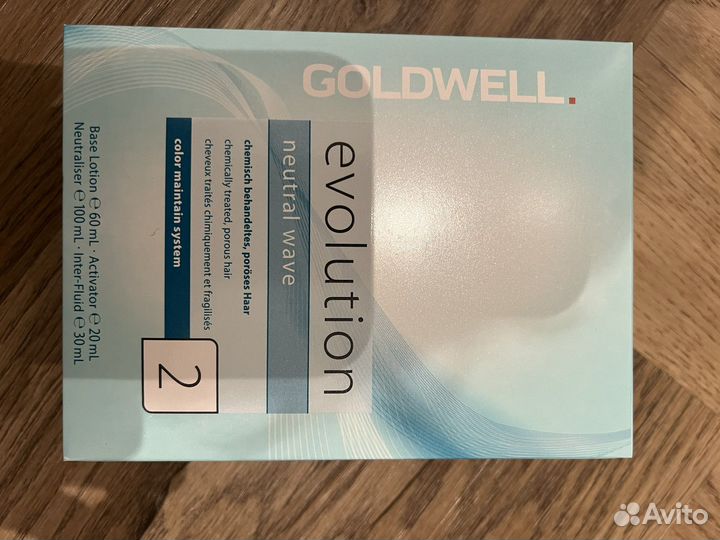 GOLDWELL.
evolution
neutral wave
chemisch behandeltes, poröses Haar
chemically treated, porous hair
cheveux traités chimiquement et fragilisés
color maintain system
2
Base Lotion ℮ 60 mL · Activator ℮ 20 mL
Neutraliser ℮ 100 mL · Inter-Fluid ℮ 30 mL
Avito